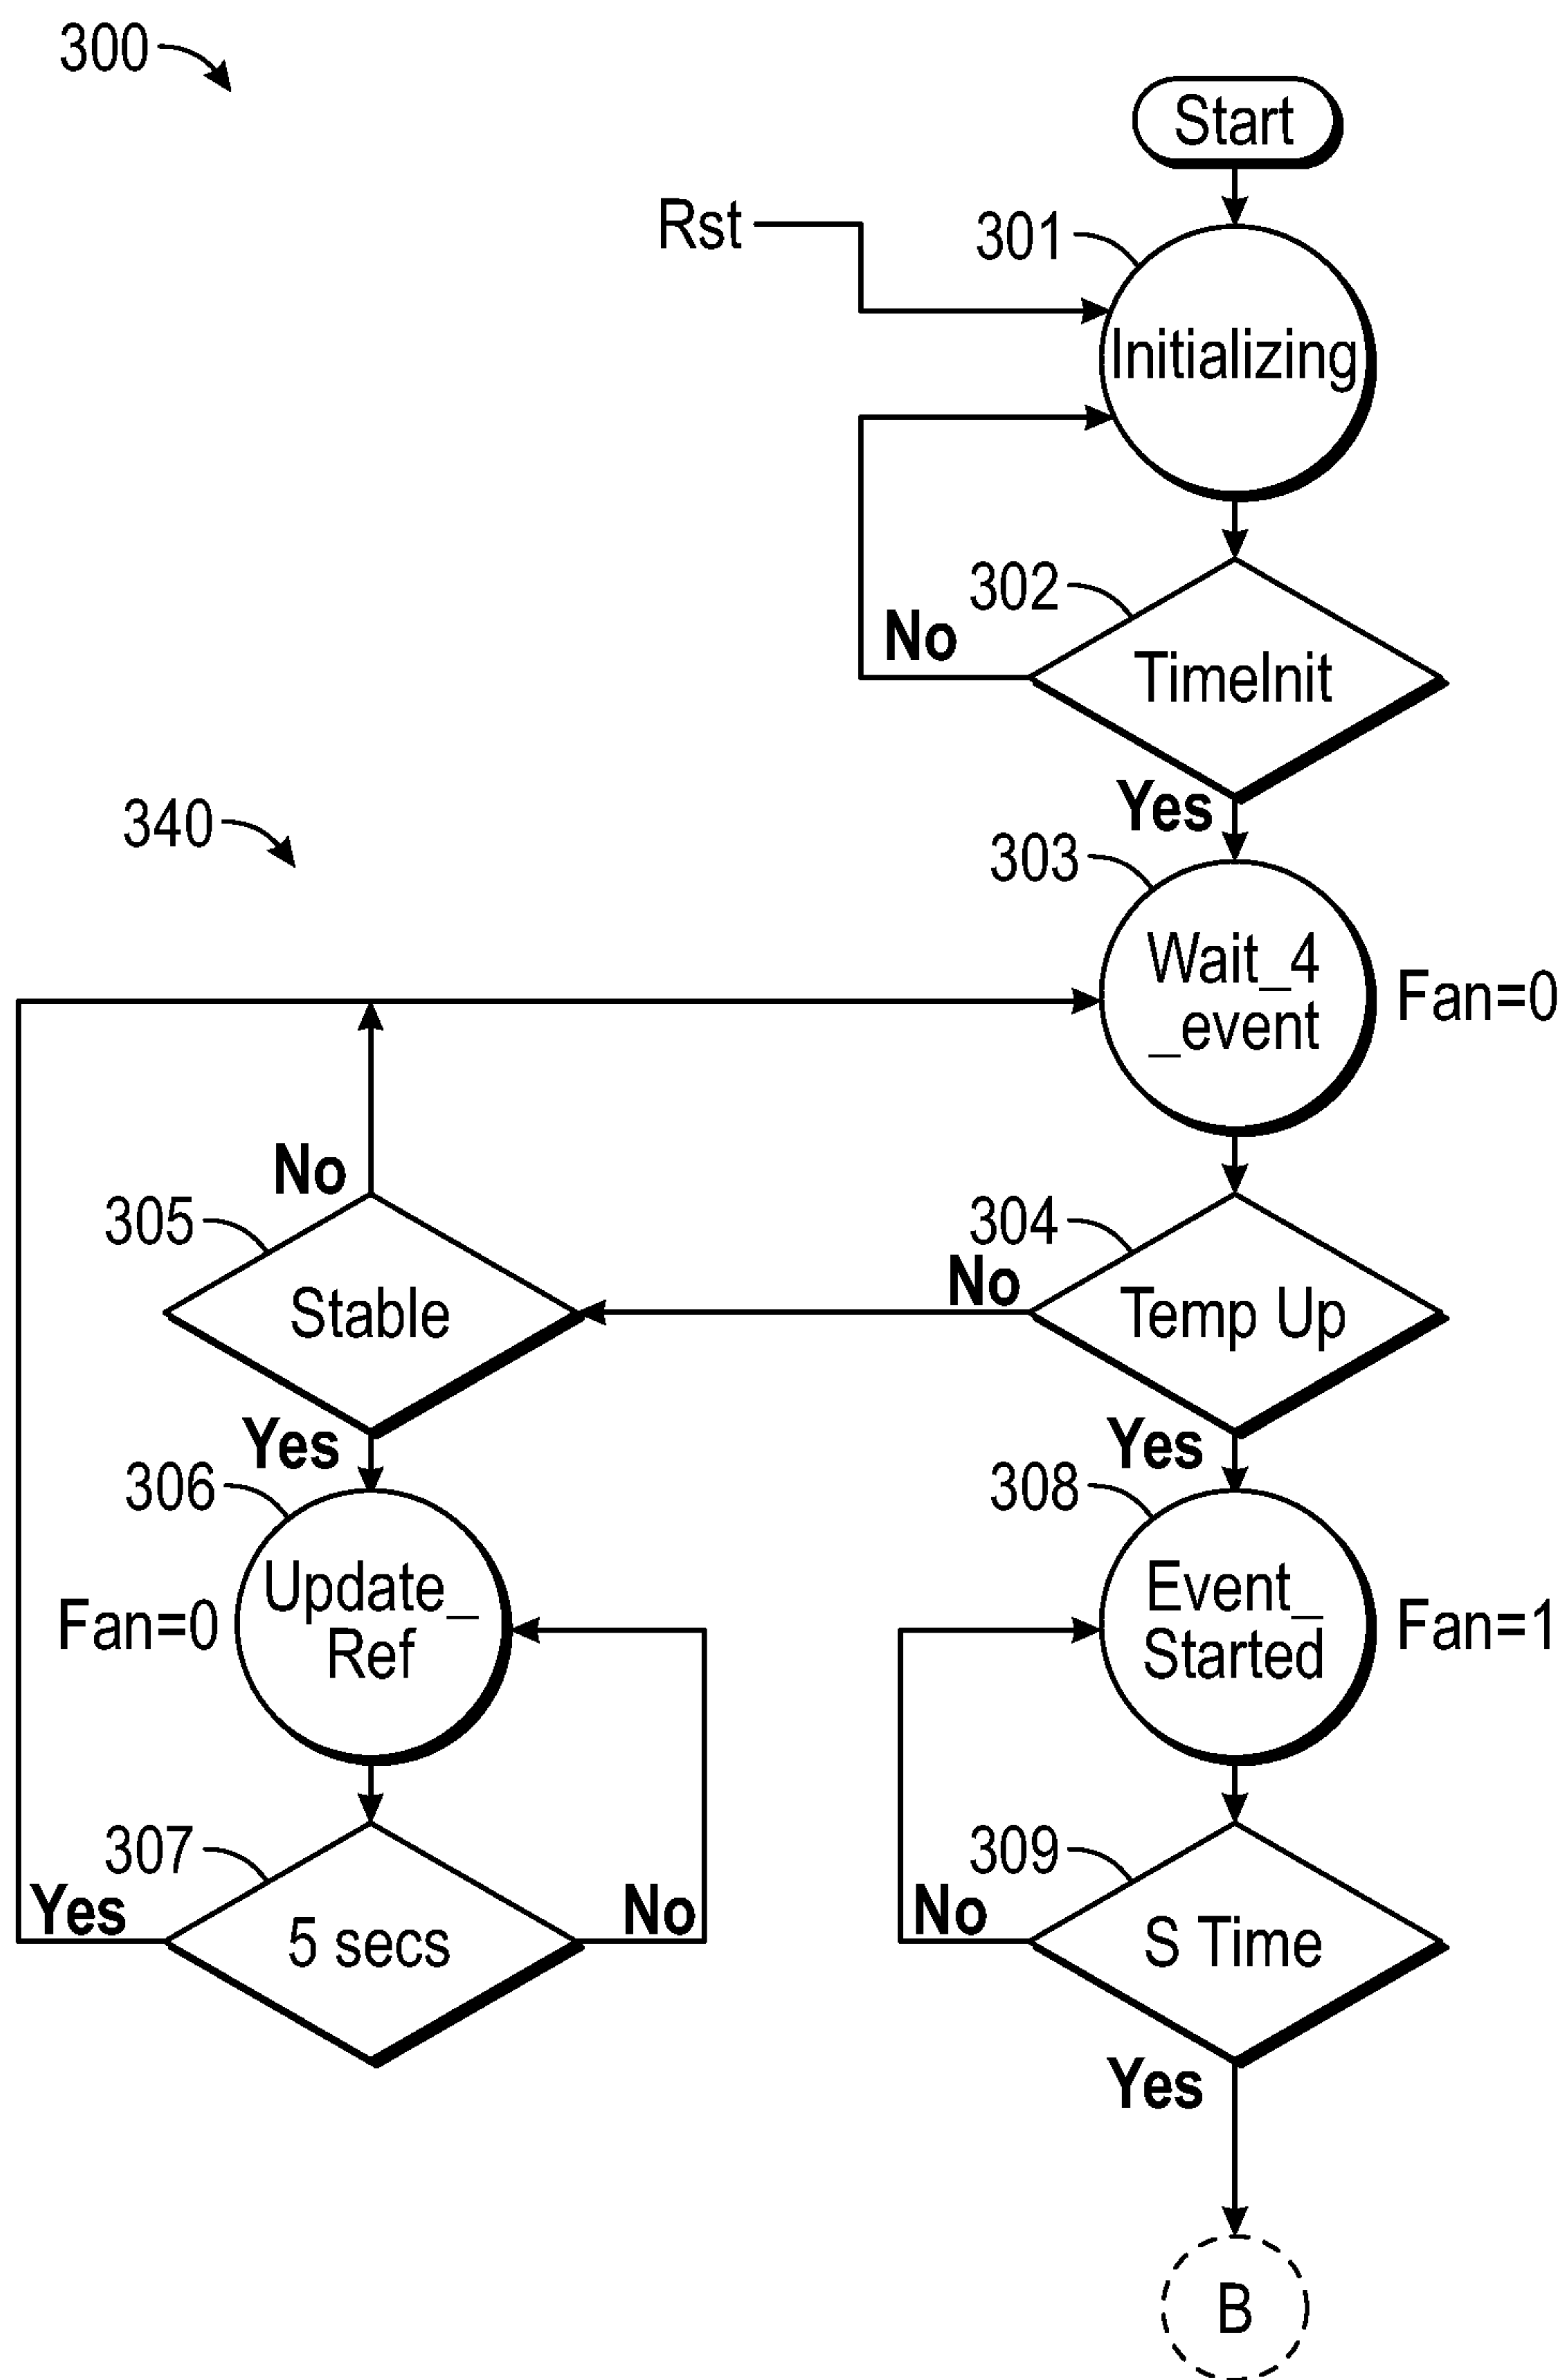 300
Start
Rst
301
Initializing
302
No
TimeInit
Yes
340
303
Wait_4
_event
Fan=0
No
305
304
No
Stable
Temp Up
Yes
Yes
306
308
Update_
Ref
Fan=0
Event_
Started
Fan=1
307
309
Yes
No
No
5 secs
S Time
Yes
B